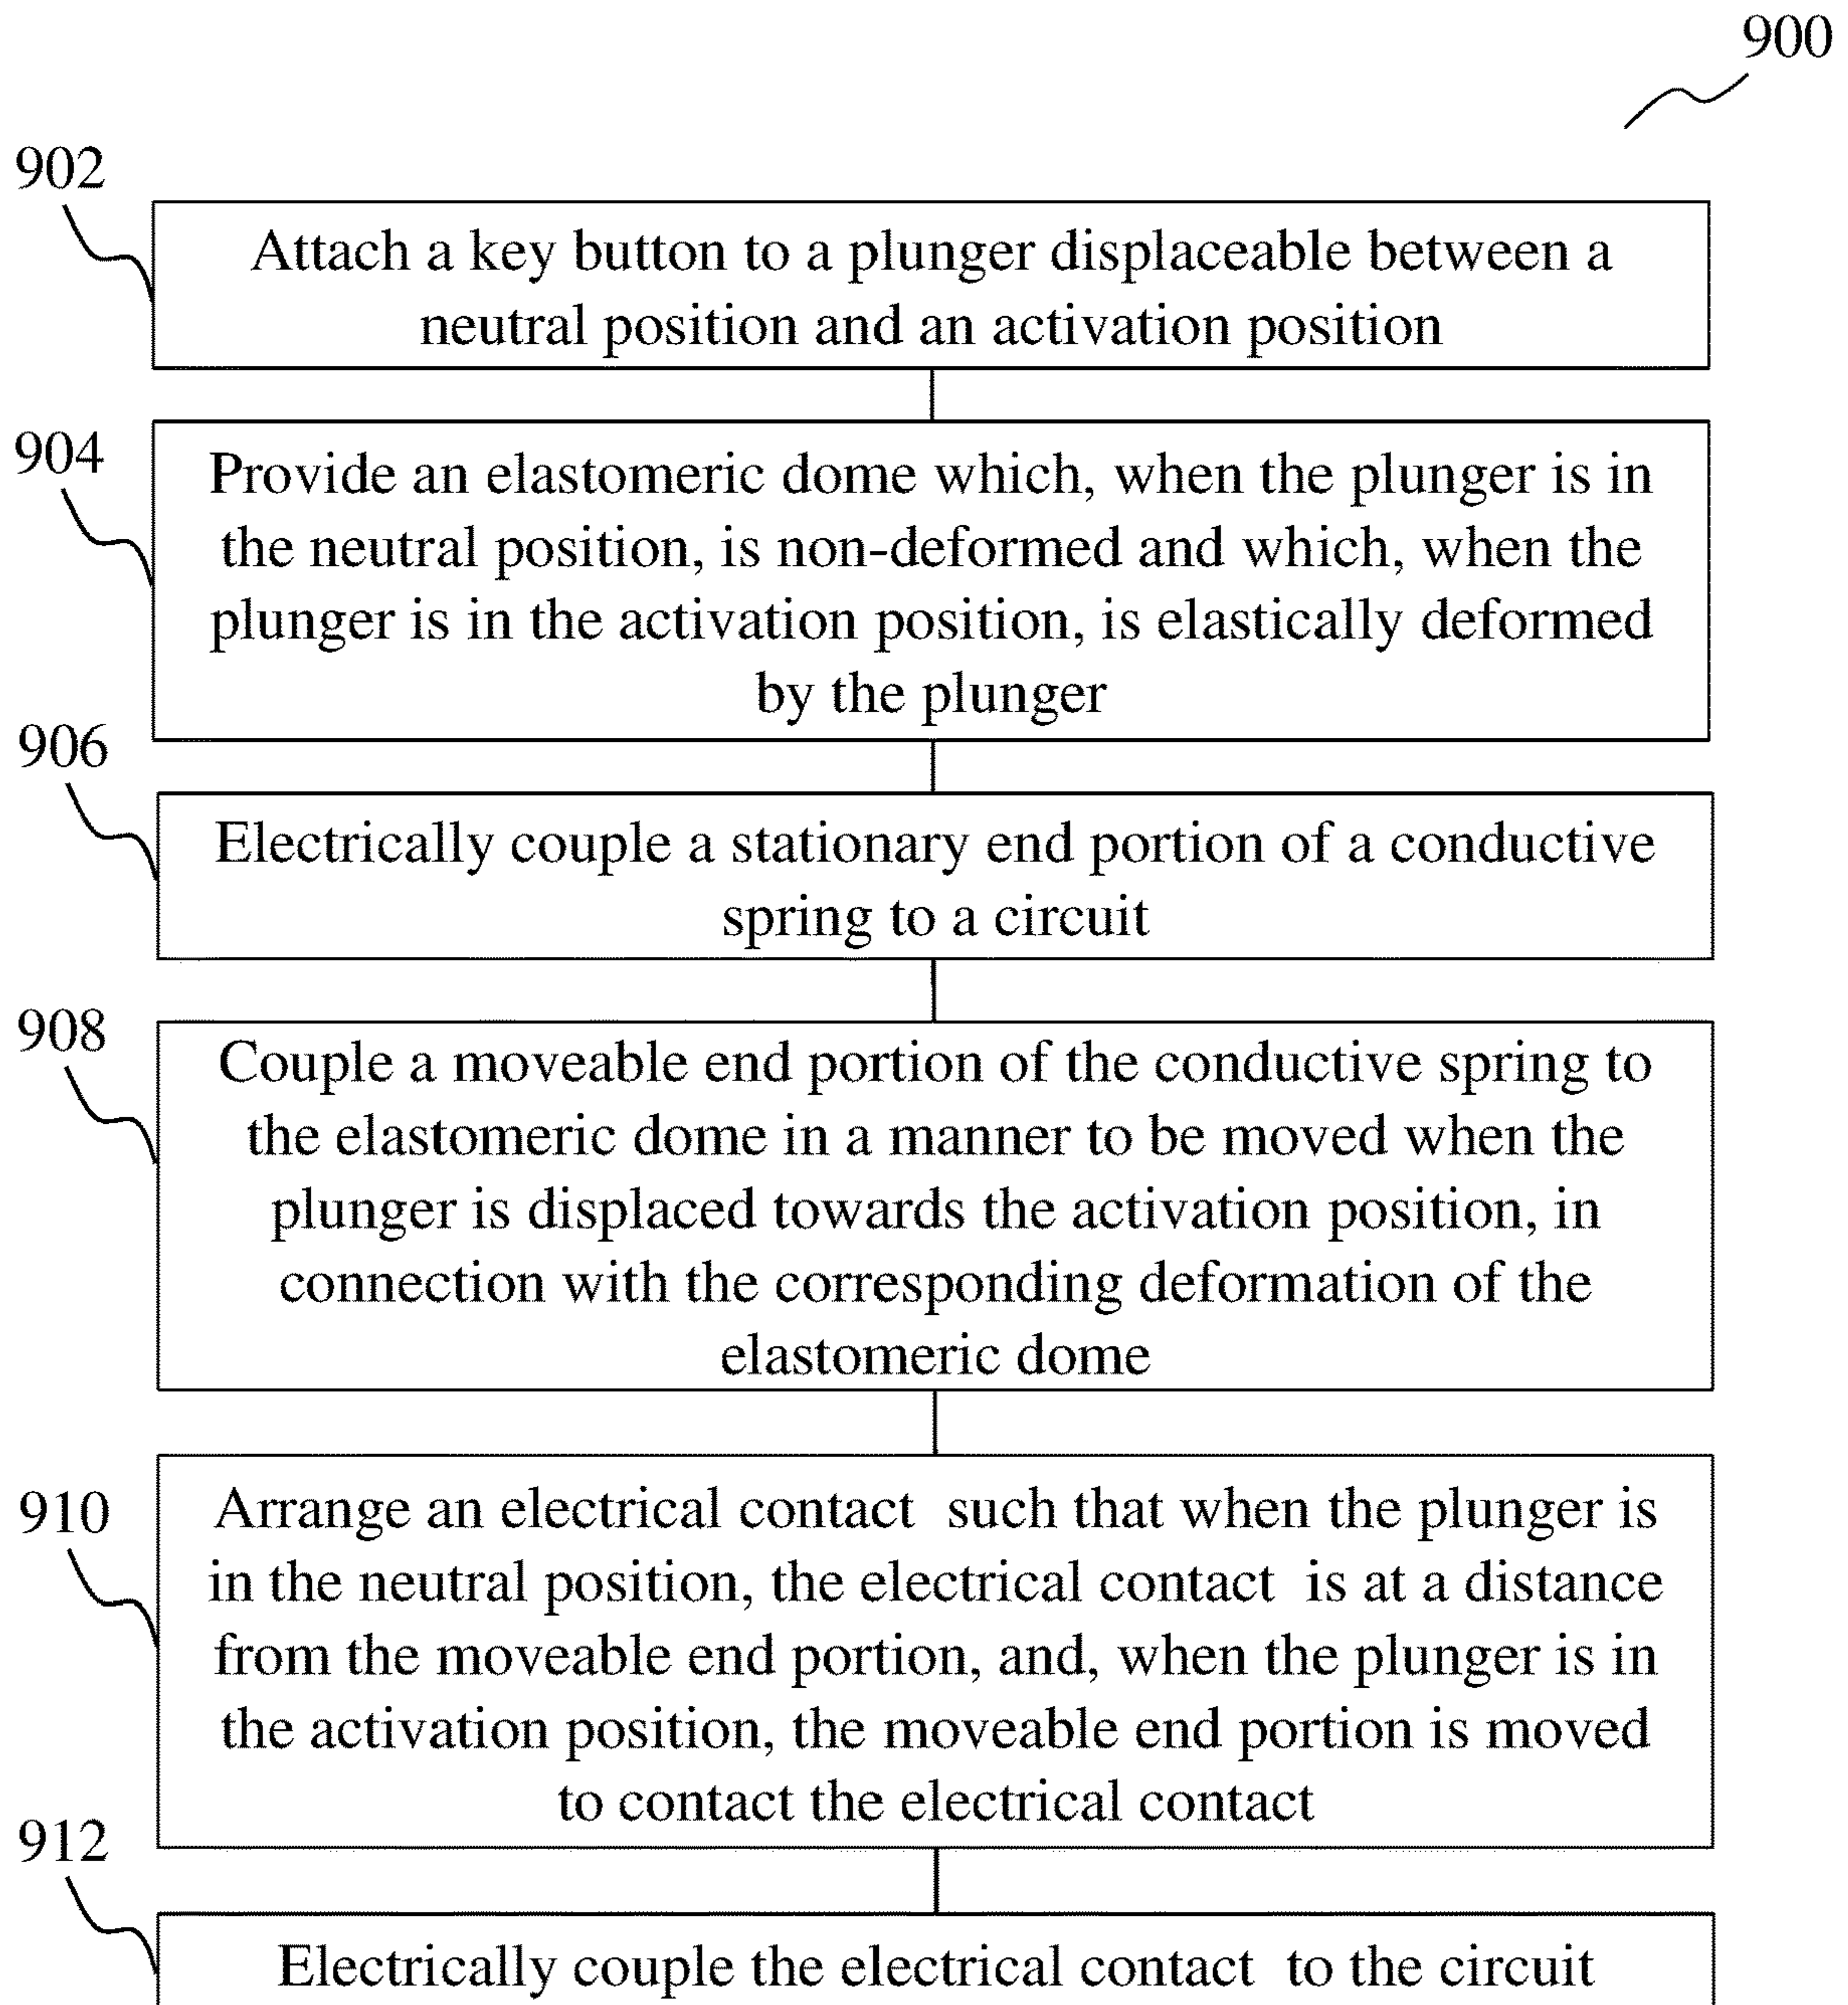 900
902
Attach a key button to a plunger displaceable between a
neutral position and an activation position
904
Provide an elastomeric dome which, when the plunger is in
the neutral position, is non-deformed and which, when the
plunger is in the activation position, is elastically deformed
by the plunger
906
Electrically couple a stationary end portion of a conductive
spring to a circuit
908
Couple a moveable end portion of the conductive spring to
the elastomeric dome in a manner to be moved when the
plunger is displaced towards the activation position, in
connection with the corresponding deformation of the
elastomeric dome
910
Arrange an electrical contact such that when the plunger is
in the neutral position, the electrical contact is at a distance
from the moveable end portion, and, when the plunger is in
the activation position, the moveable end portion is moved
to contact the electrical contact
912
Electrically couple the electrical contact to the circuit